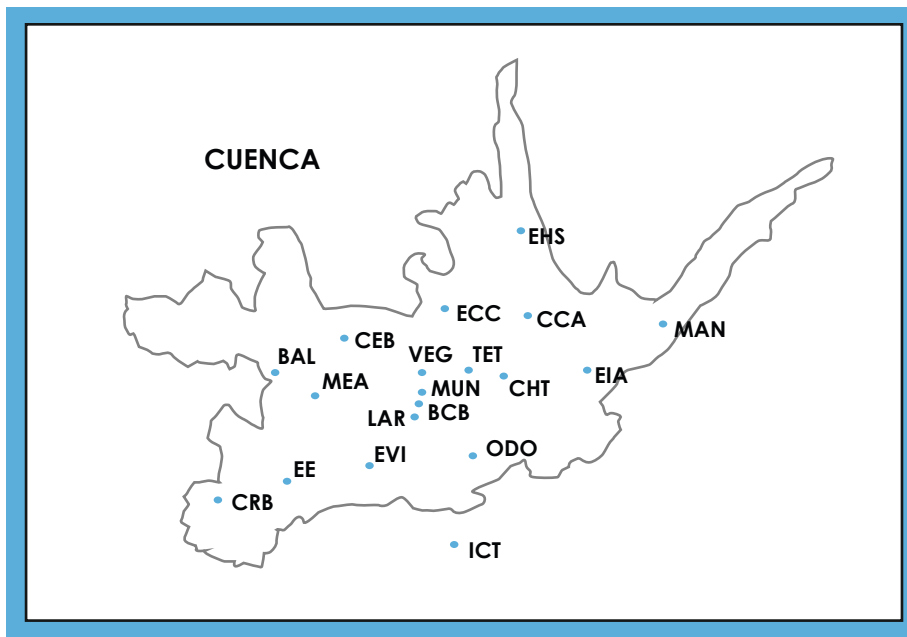 CUENCA
EHS
ECC
CCA
MAN
CEB
VEG
TET
BAL
EIA
MEA
MUN
CHT
BCB
LAR
EVI
ODO
EE
CRB
ICT